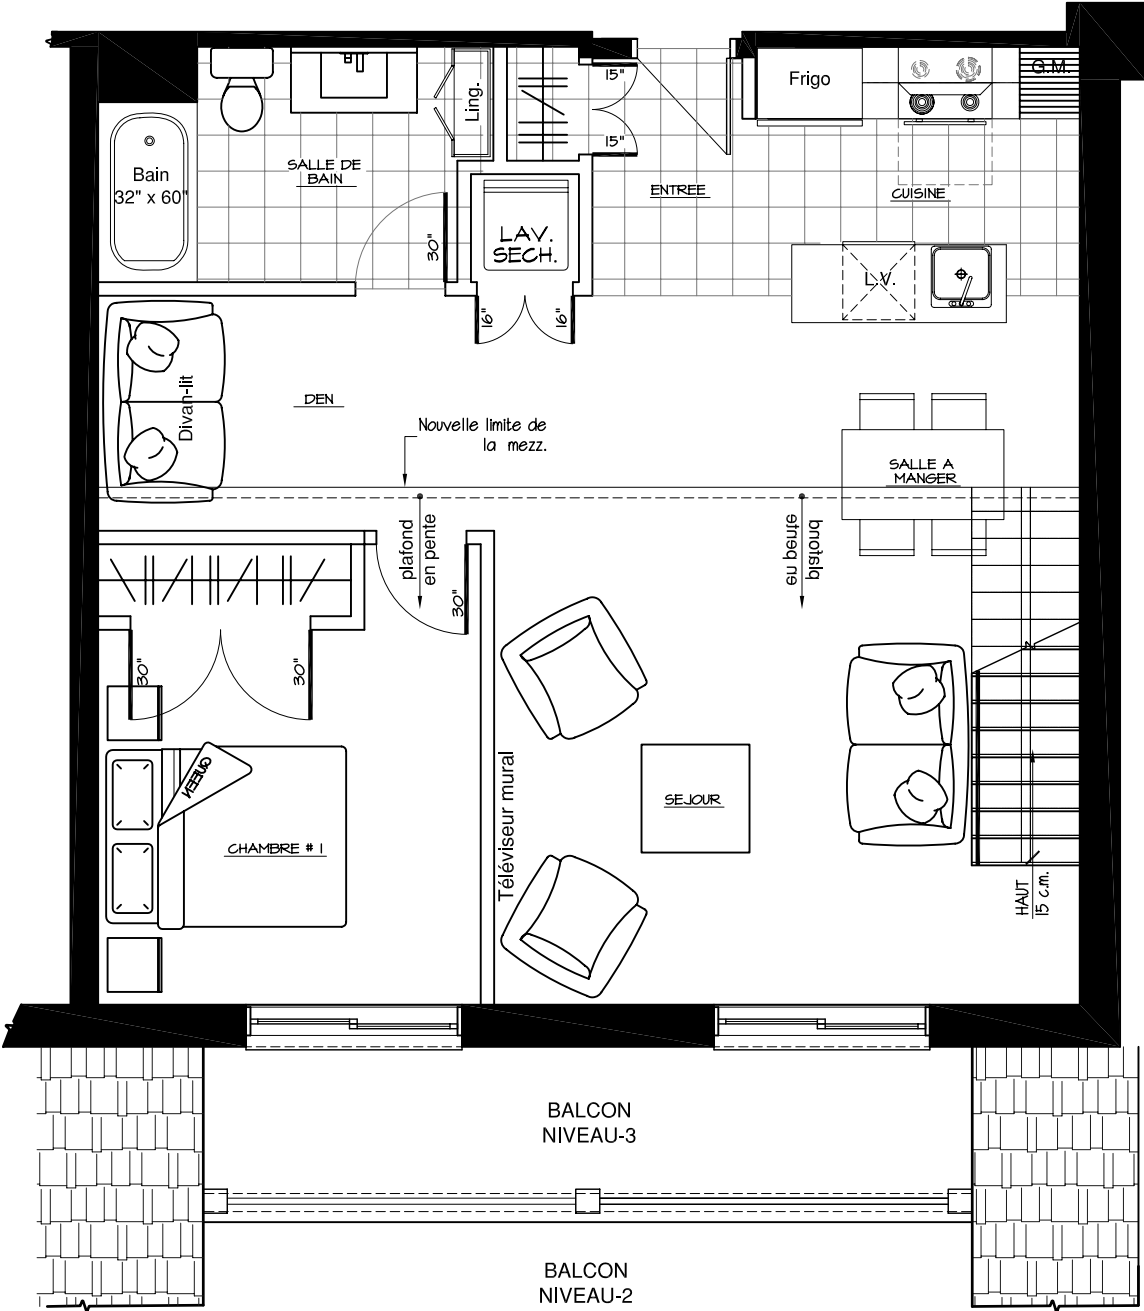 15"
Frigo
G.M.
Ling.
15"
SALLE DE
BAIN
Bain
32" x 60"
ENTREE
CUISINE
LAV.
SECH.
30"
L.V.
16"
16"
Divan-lit
DEN
Nouvelle limite de
la mezz.
SALLE A
MANGER
plafond
en pente
plafond
en pente
30"
30"
30"
QUEEN
Téléviseur mural
SEJOUR
CHAMBRE # 1
HAUT
15 c.m.
BALCON
NIVEAU-3
BALCON
NIVEAU-2